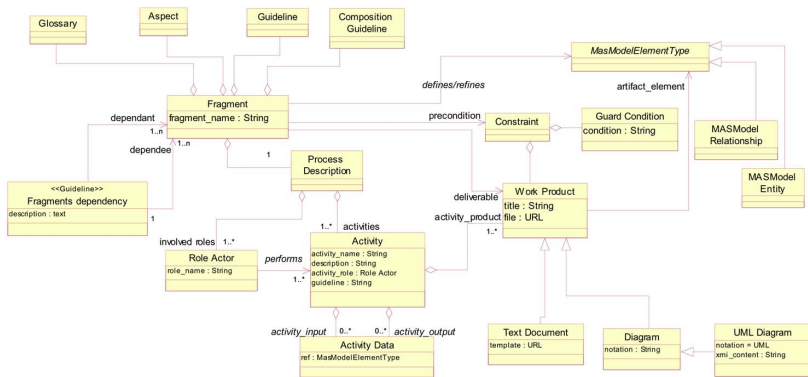 Glossary
Aspect
Guideline
Composition
Guideline
MasModelElementType
defines/refines
artifact_element
Fragment
fragment_name : String
dependant
1..n
1..n
dependee
precondition
Constraint
Guard Condition
condition : String
MASModel
Relationship
MASModel
Entity
1
Process
Description
<<Guideline>>
Fragments dependency
description : text
1
deliverable
Work Product
title : String
file : URL
activity_product
1..*
involved roles
1..*
1..*
activities
Role Actor
role_name : String
performs
1..*
Activity
activity_name : String
description : String
activity_role : Role Actor
guideline : String
activity_input
0..*
0..*
activity_output
Activity Data
ref : MasModelElementType
Text Document
template : URL
Diagram
notation : String
UML Diagram
notation = UML
xmi_content : String